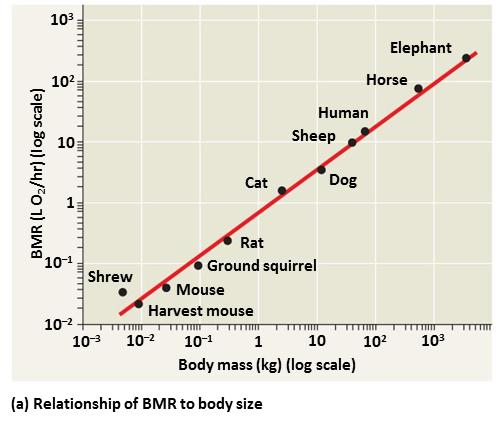 10³
Elephant
10²
Horse
Human
10
Sheep
Cat
Dog
1
Rat
10⁻¹
Ground squirrel
Shrew
Mouse
Harvest mouse
10⁻²
10⁻³ 10⁻² 10⁻¹ 1 10 10² 10³
BMR (L O₂/hr) (log scale)
Body mass (kg) (log scale)
(a) Relationship of BMR to body size